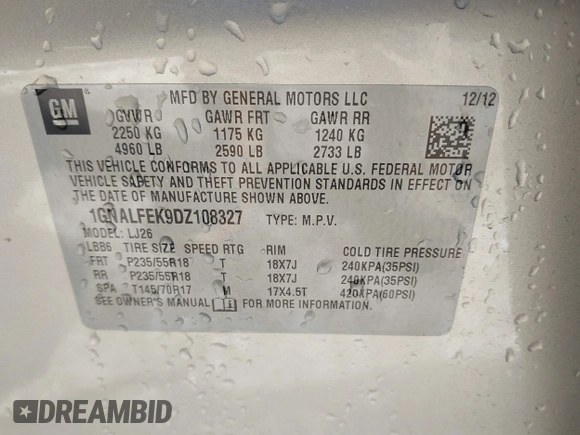 GM
MFD BY GENERAL MOTORS LLC 12/12
GVWR GAWR FRT GAWR RR
2250 KG 1175 KG 1240 KG
4960 LB 2590 LB 2733 LB
THIS VEHICLE CONFORMS TO ALL APPLICABLE U.S. FEDERAL MOTOR
VEHICLE SAFETY AND THEFT PREVENTION STANDARDS IN EFFECT ON
THE DATE OF MANUFACTURE SHOWN ABOVE.
1GNALFEK9DZ108327 TYPE: M.P.V.
MODEL: LJ26
LBB6 TIRE SIZE SPEED RTG RIM COLD TIRE PRESSURE
FRT P235/55R18 T 18X7J 240KPA(35PSI)
RR P235/55R18 T 18X7J 240KPA(35PSI)
SPA T145/70R17 M 17X4.5T 420KPA(60PSI)
SEE OWNER'S MANUAL FOR MORE INFORMATION.
DREAMBID